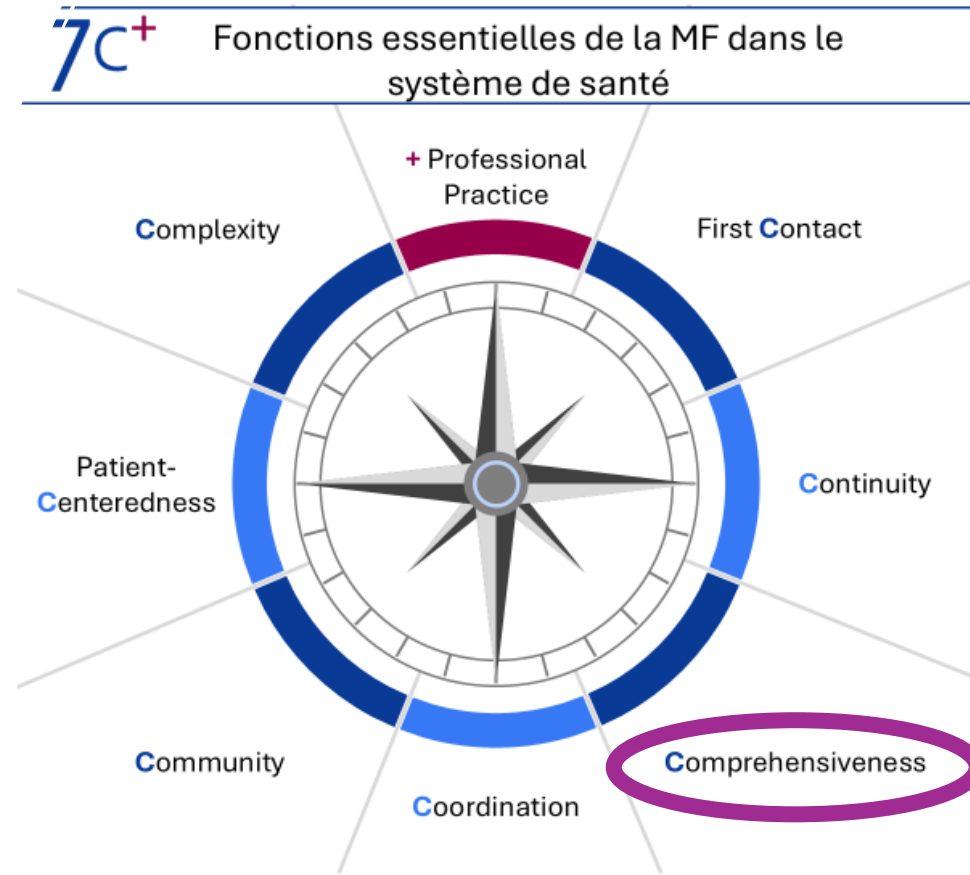 7C+
Fonctions essentielles de la MF dans le
système de santé
+ Professional
Practice
First Contact
Continuity
Comprehensiveness
Coordination
Community
Patient-
Centeredness
Complexity